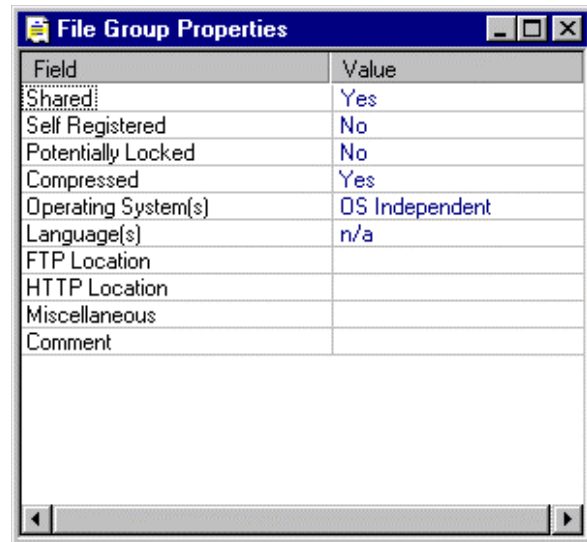 File Group Properties
Field Value
Shared Yes
Self Registered No
Potentially Locked No
Compressed Yes
Operating System(s) OS Independent
Language(s) n/a
FTP Location
HTTP Location
Miscellaneous
Comment